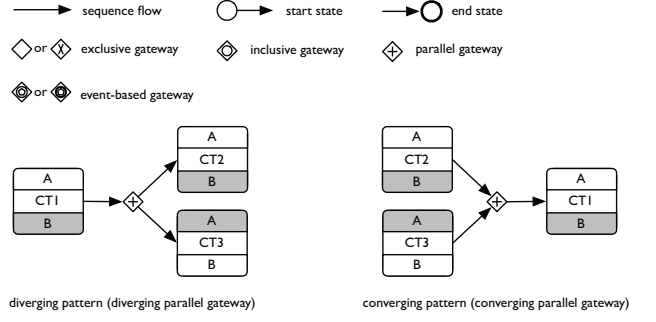 sequence flow
start state
end state
or
exclusive gateway
inclusive gateway
parallel gateway
or
event-based gateway
A
CT1
B
A
CT2
B
A
CT3
B
A
CT2
B
A
CT3
B
A
CT1
B
diverging pattern (diverging parallel gateway)
converging pattern (converging parallel gateway)